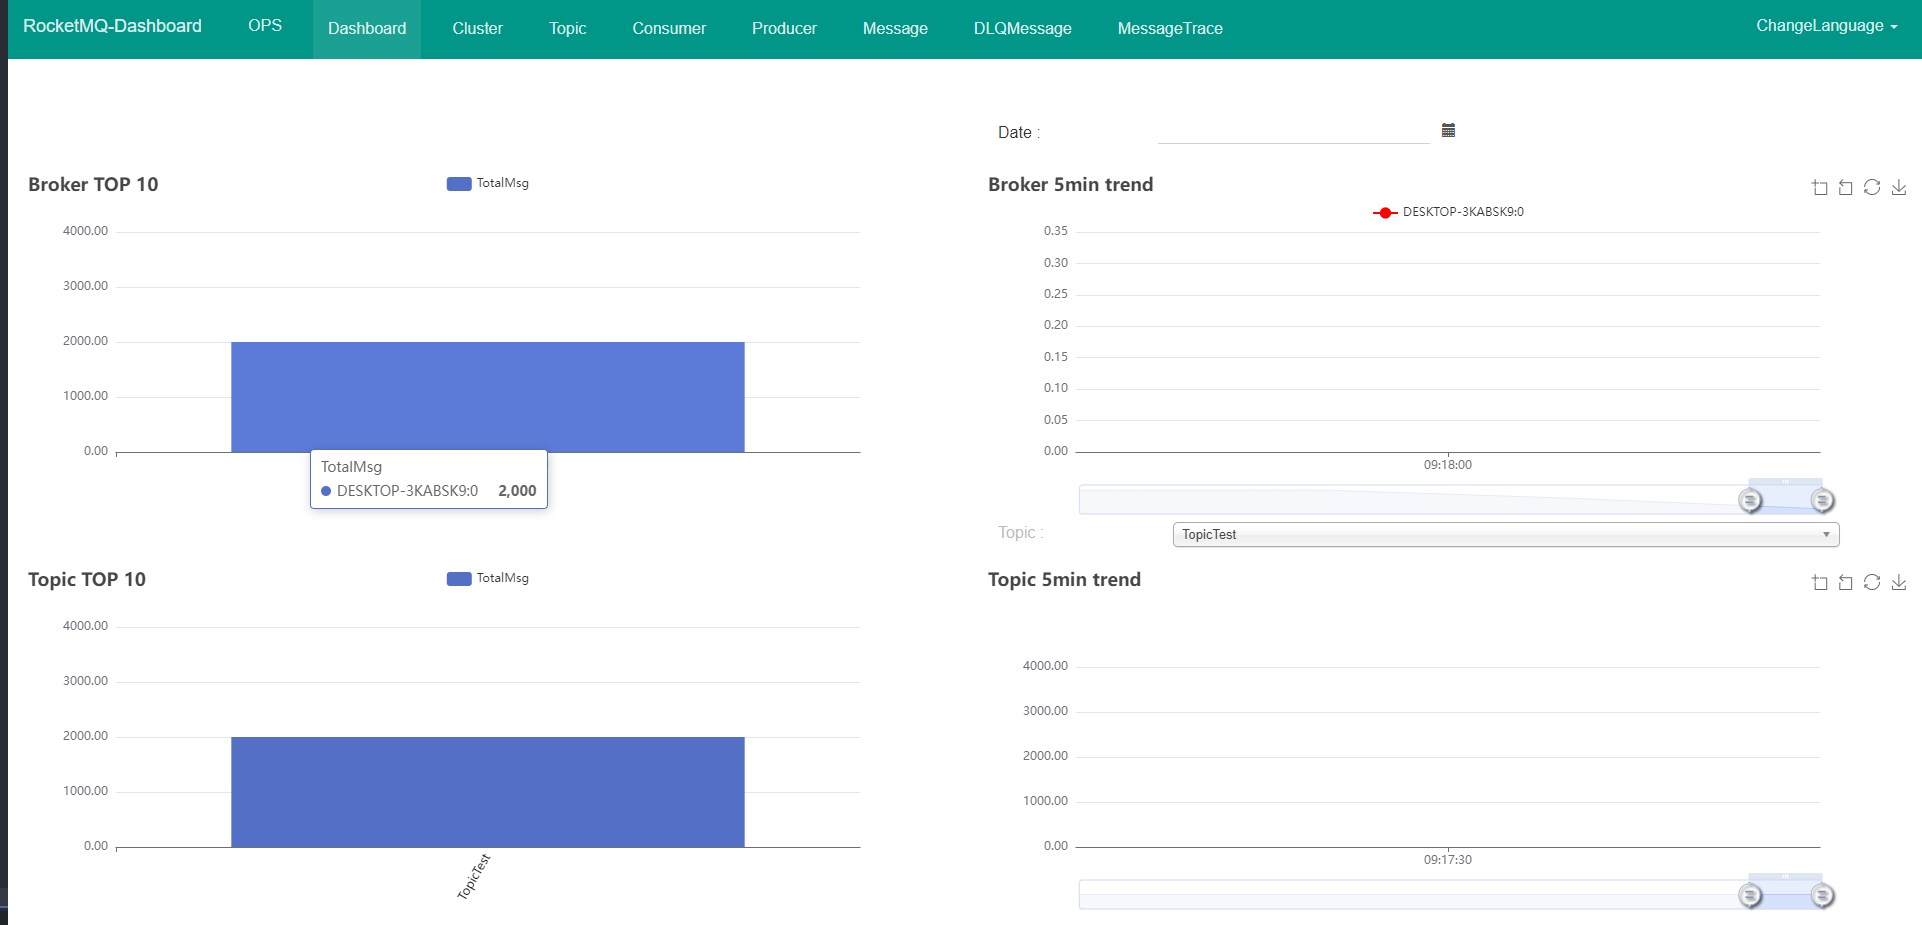 RocketMQ-Dashboard OPS Dashboard Cluster Topic Consumer Producer Message DLQMessage MessageTrace ChangeLanguage
Date :
Broker TOP 10
TotalMsg
4000.00
3000.00
2000.00
1000.00
0.00
TotalMsg
DESKTOP-3KABSK9:0 2,000
Broker 5min trend
DESKTOP-3KABSK9:0
0.35
0.30
0.25
0.20
0.15
0.10
0.05
0.00
09:18:00
Topic :
TopicTest
Topic TOP 10
TotalMsg
4000.00
3000.00
2000.00
1000.00
0.00
TopicTest
Topic 5min trend
4000.00
3000.00
2000.00
1000.00
0.00
09:17:30